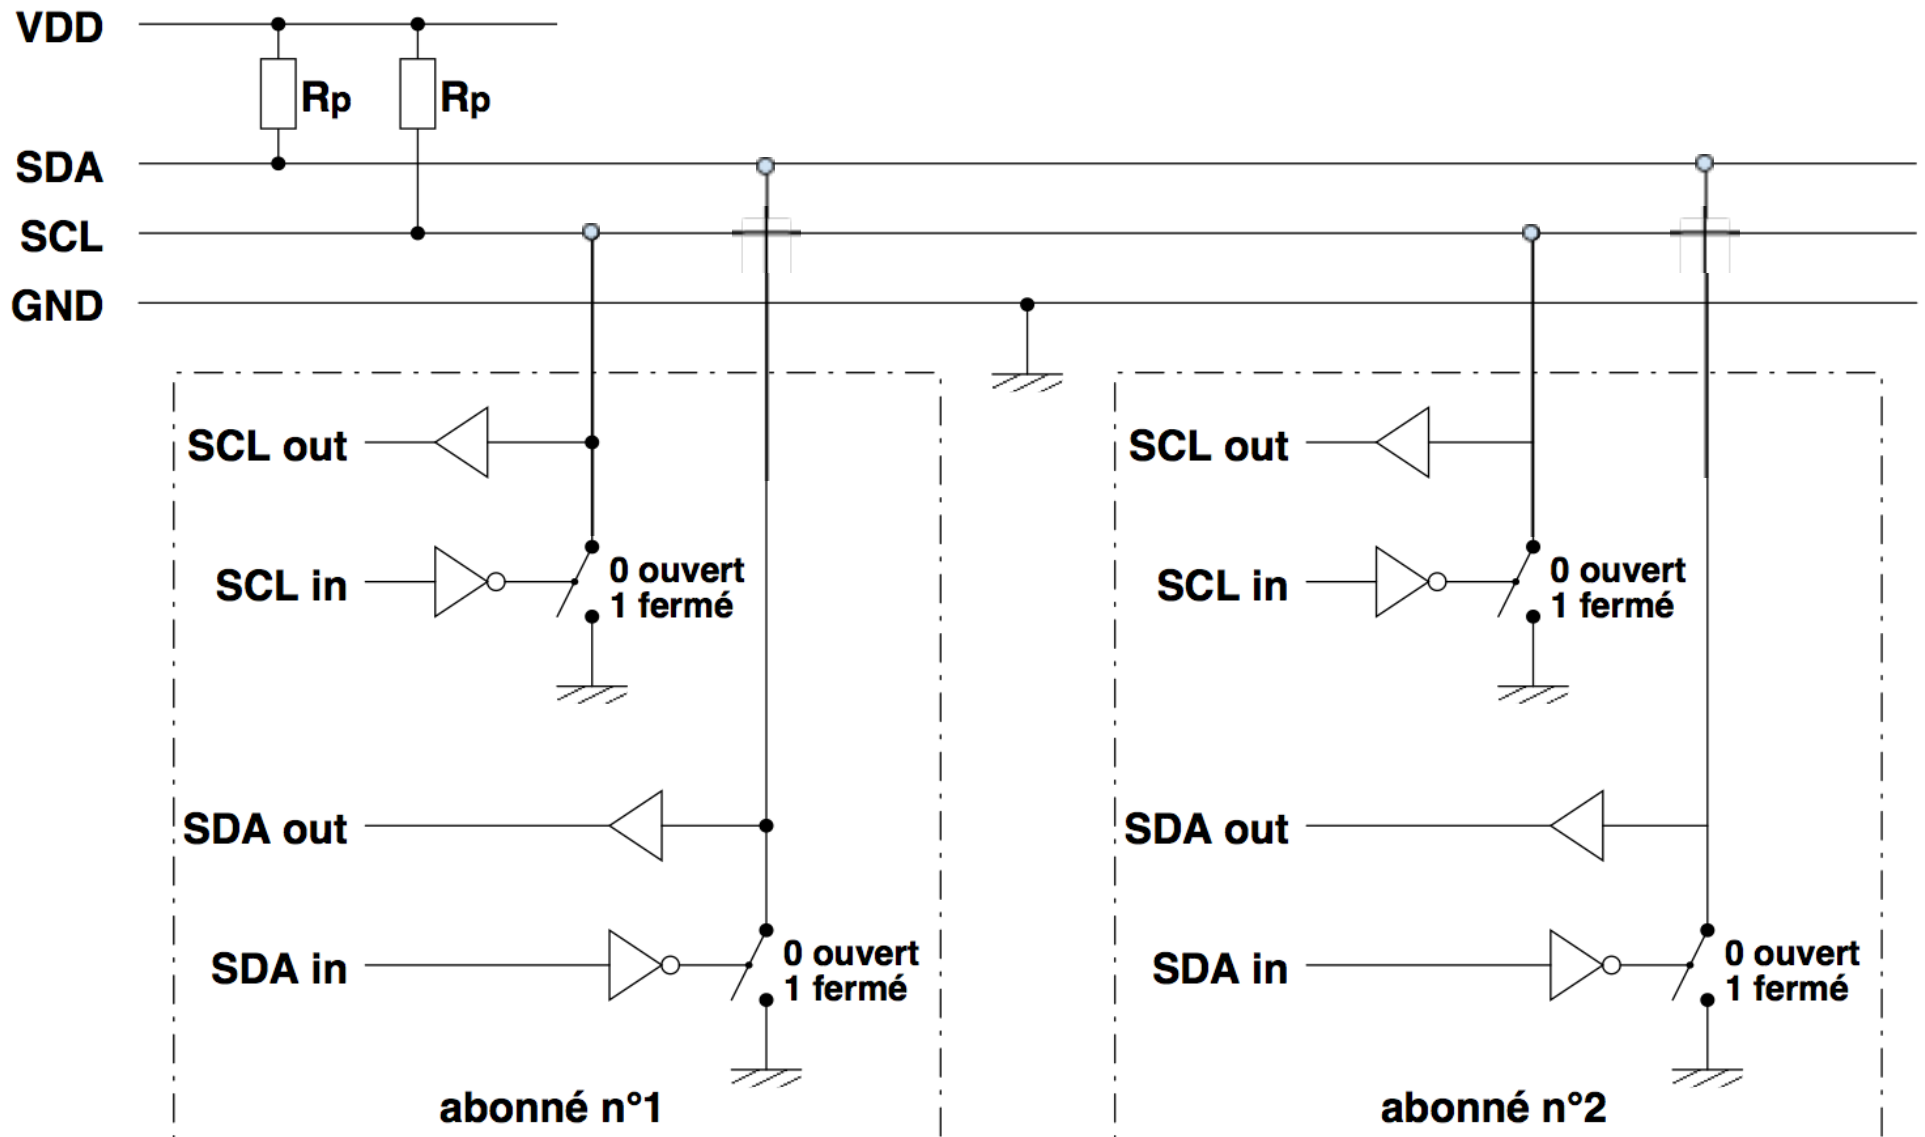 VDD
Rp
Rp
SDA
SCL
GND
SCL out
SCL in
0 ouvert
1 fermé
SDA out
SDA in
0 ouvert
1 fermé
abonné n°1
SCL out
SCL in
0 ouvert
1 fermé
SDA out
SDA in
0 ouvert
1 fermé
abonné n°2